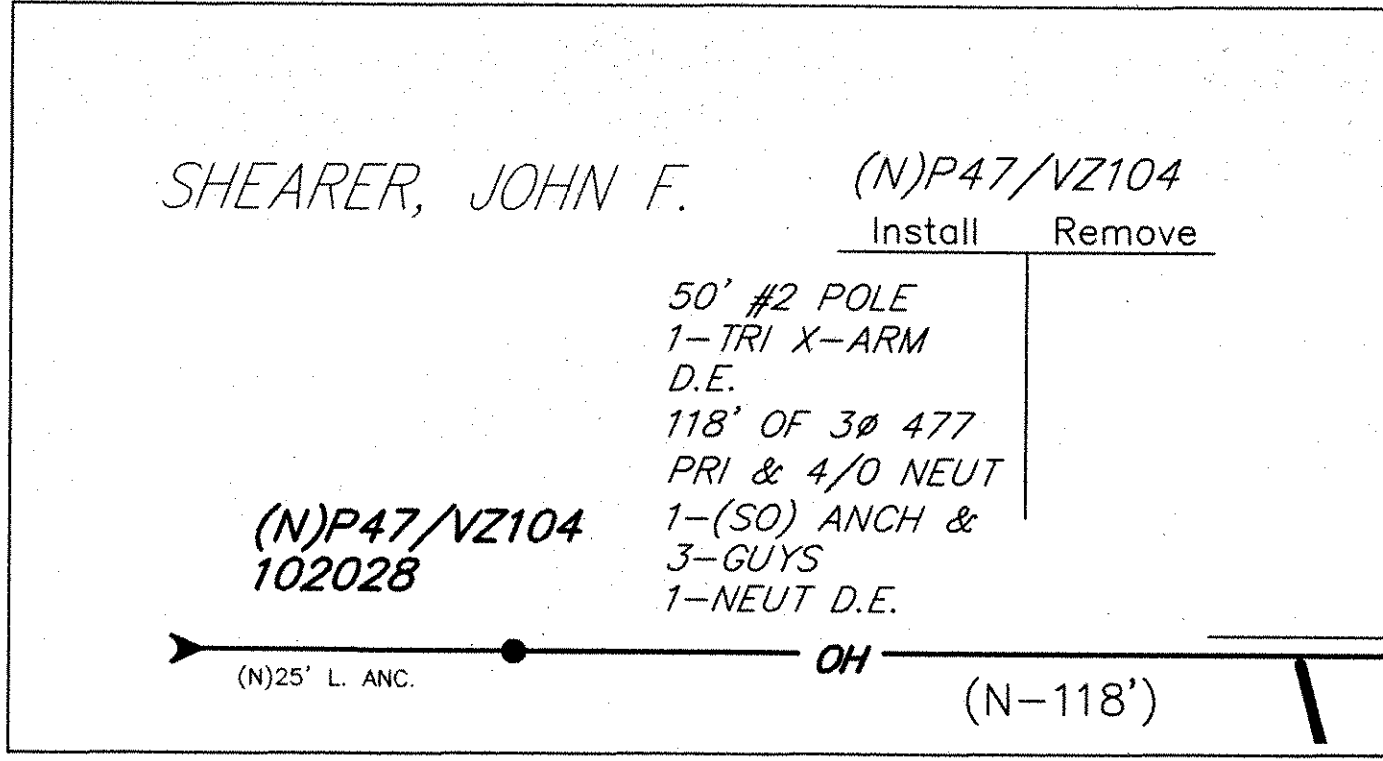 SHEARER, JOHN F.
(N)P47/VZ104
Install Remove
50' #2 POLE
1-TRI X-ARM
D.E.
118' OF 3ø 477
PRI & 4/0 NEUT
1-(SO) ANCH &
3-GUYS
1-NEUT D.E.
(N)P47/VZ104
102028
(N)25' L. ANC.
OH
(N-118')